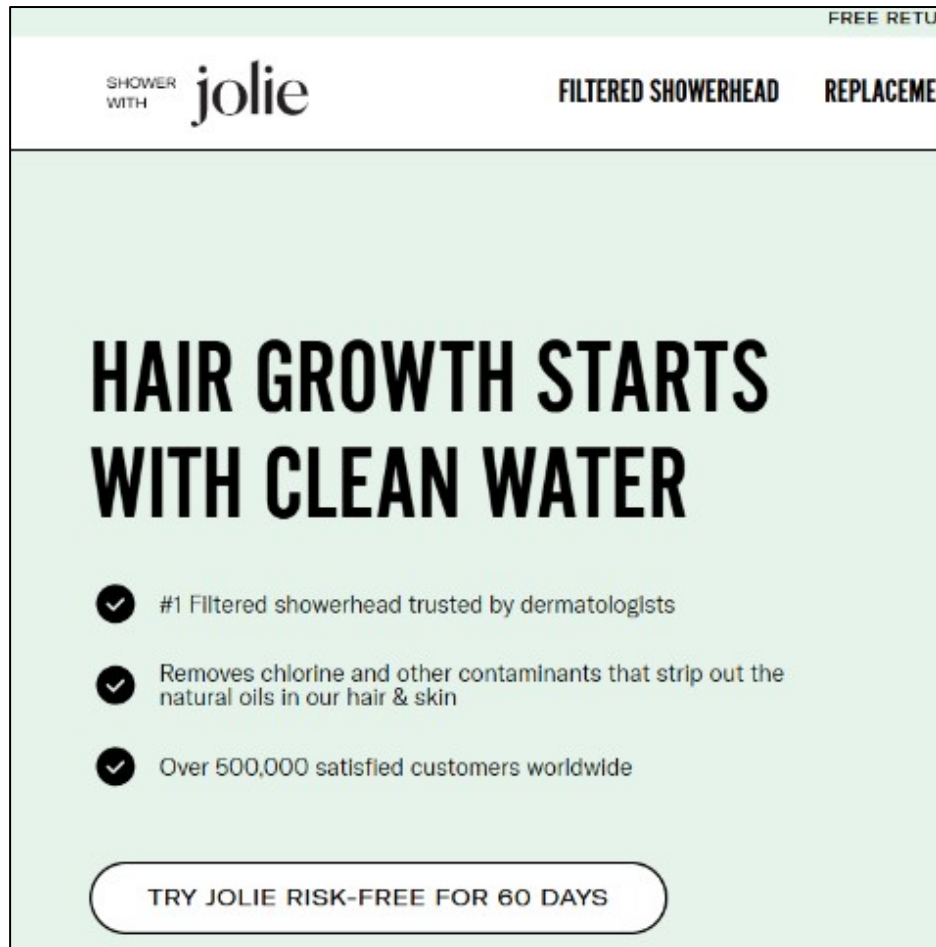 FREE RETU
SHOWER
WITH
jolie
FILTERED SHOWERHEAD
REPLACEME
HAIR GROWTH STARTS
WITH CLEAN WATER
#1 Filtered showerhead trusted by dermatologists
Removes chlorine and other contaminants that strip out the
natural oils in our hair & skin
Over 500,000 satisfied customers worldwide
TRY JOLIE RISK-FREE FOR 60 DAYS